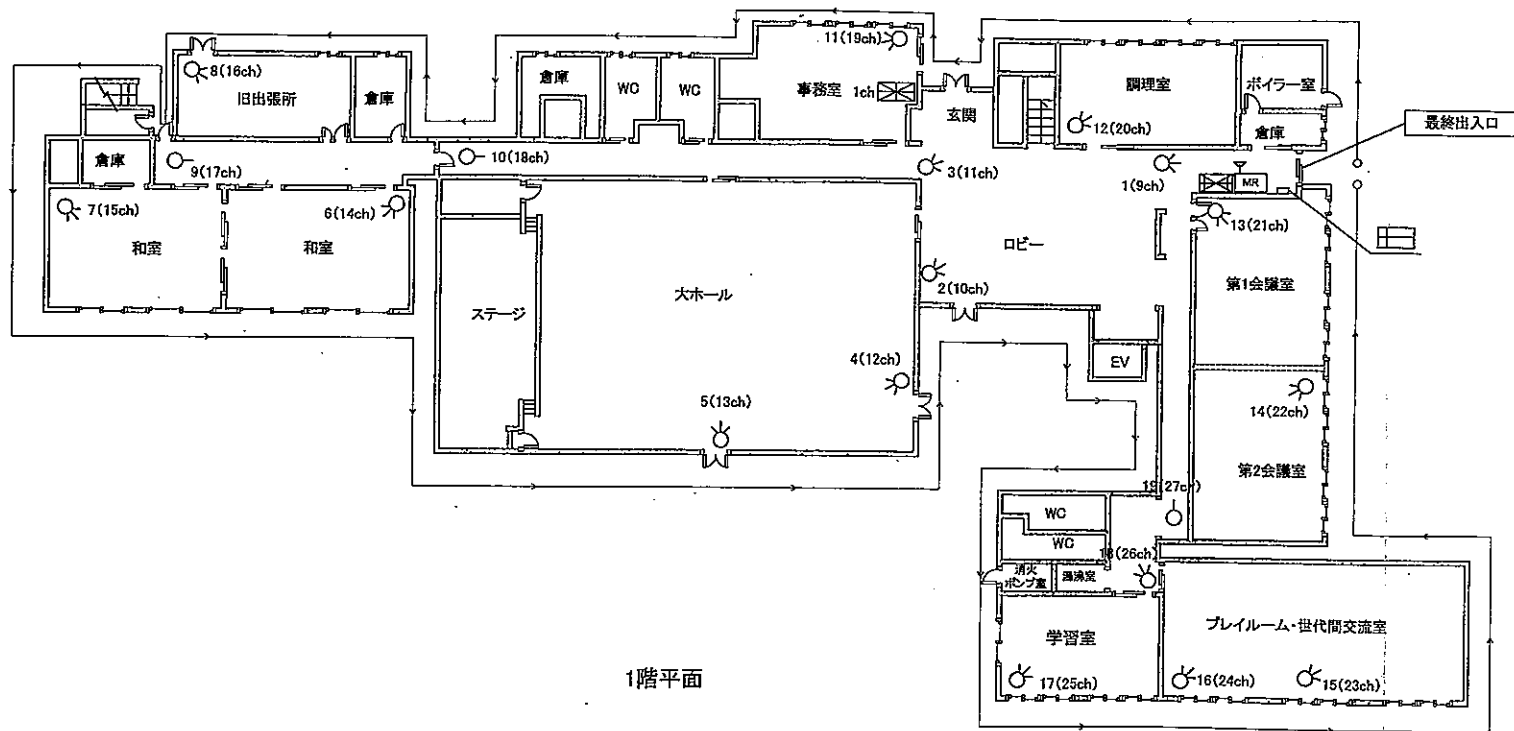 11(19ch)
8(16ch)
旧出張所
倉庫
倉庫
WC
WC
事務室
1ch
玄関
調理室
ボイラー室
12(20ch)
倉庫
最終出入口
倉庫
9(17ch)
10(18ch)
3(11ch)
1(9ch)
MR
7(15ch)
6(14ch)
13(21ch)
和室
和室
ロビー
第1会議室
2(10ch)
大ホール
ステージ
4(12ch)
EV
5(13ch)
14(22ch)
第2会議室
19(27ch)
WC
WC
18(26ch)
消火
ポンプ室
湯沸室
学習室
プレイルーム・世代間交流室
1階平面
17(25ch)
16(24ch)
15(23ch)